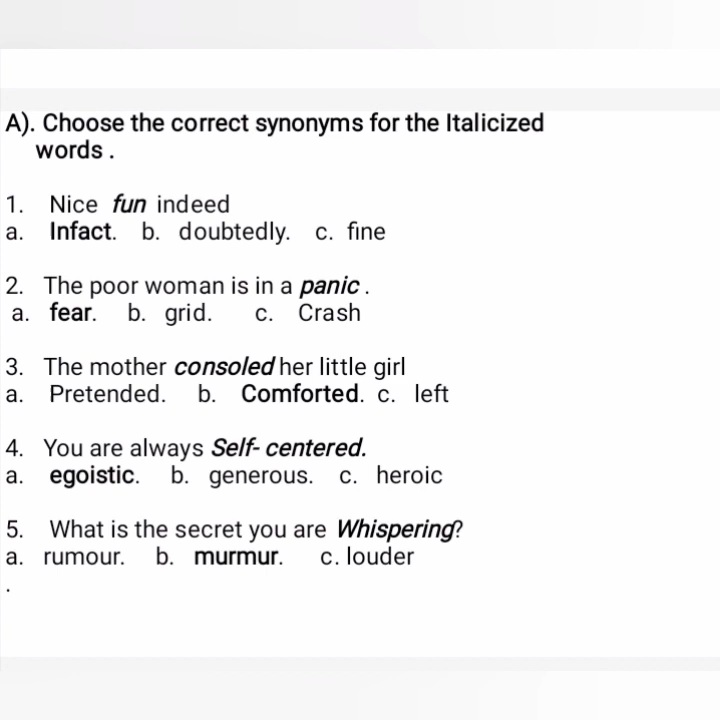 A). Choose the correct synonyms for the Italicized
words .
1. Nice fun indeed
a. Infact. b. doubtedly. c. fine
2. The poor woman is in a panic .
a. fear. b. grid. c. Crash
3. The mother consoled her little girl
a. Pretended. b. Comforted. c. left
4. You are always Self- centered.
a. egoistic. b. generous. c. heroic
5. What is the secret you are Whispering?
a. rumour. b. murmur. c. louder
.